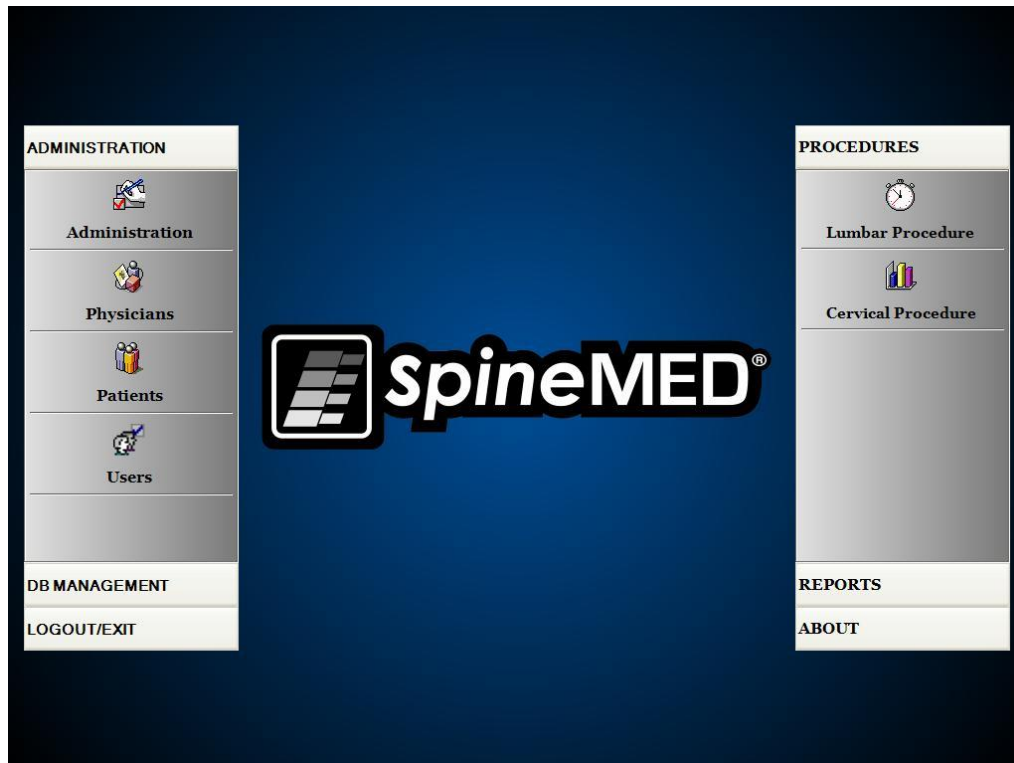 ADMINISTRATION
Administration
Physicians
Patients
Users
DB MANAGEMENT
LOGOUT/EXIT
SpineMED®
PROCEDURES
Lumbar Procedure
Cervical Procedure
REPORTS
ABOUT